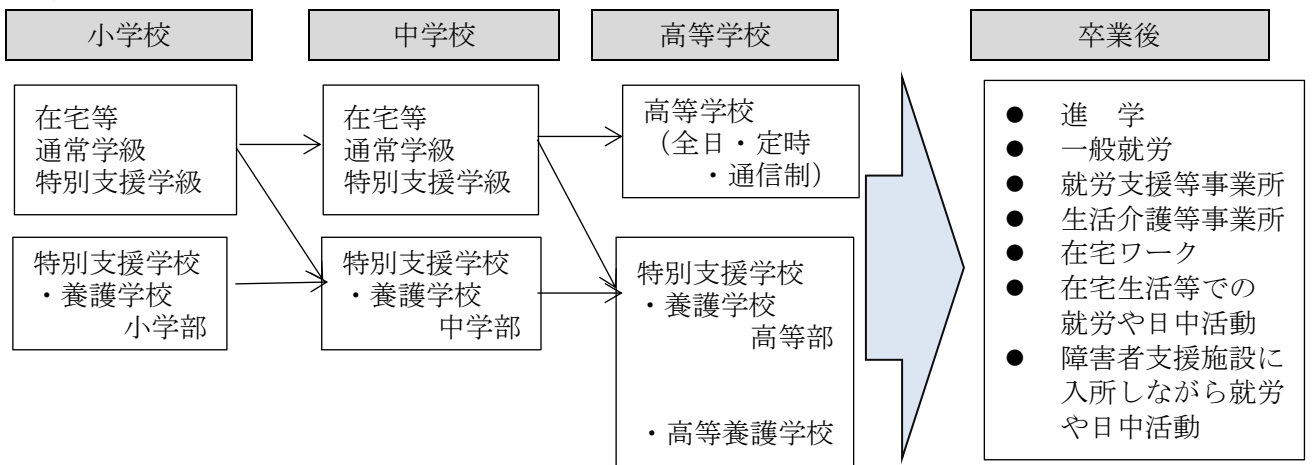 小学校
中学校
高等学校
卒業後
在宅等
通常学級
特別支援学級
特別支援学校
・養護学校
小学部
在宅等
通常学級
特別支援学級
特別支援学校
・養護学校
中学部
高等学校
（全日・定時
・通信制）
特別支援学校
・養護学校
高等部
・高等養護学校
● 進　学
● 一般就労
● 就労支援等事業所
● 生活介護等事業所
● 在宅ワーク
● 在宅生活等での
就労や日中活動
● 障害者支援施設に
入所しながら就労
や日中活動